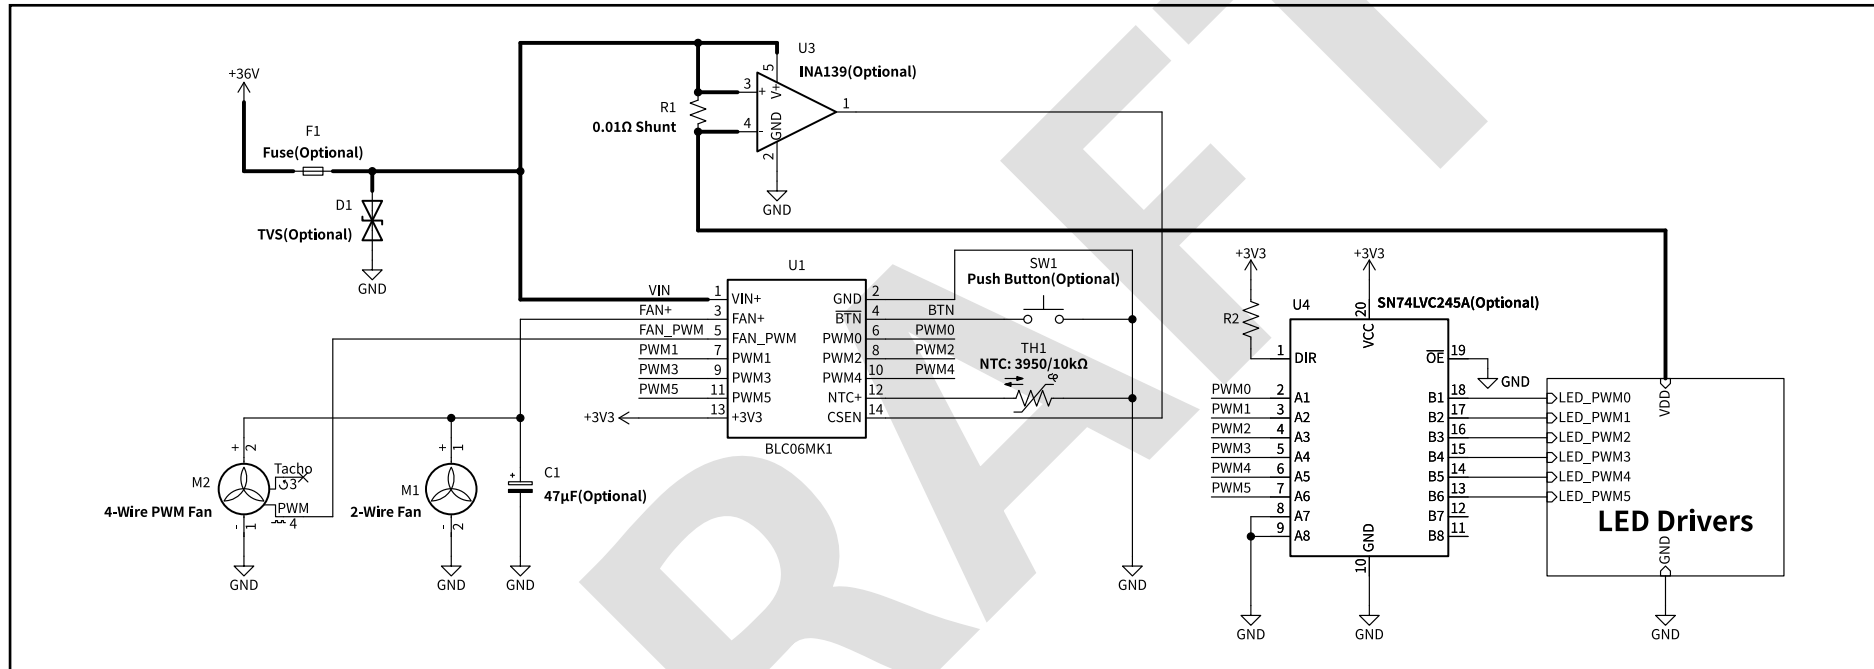 +36V
F1
Fuse(Optional)
D1
TVS(Optional)
GND
U3
INA139(Optional)
R1
0.01Ω Shunt
3
4
5
+
-
V+
GND
2
1
GND
U1
VIN 1 VIN+
FAN+ 3 FAN+
FAN_PWM 5 FAN_PWM
PWM1 7 PWM1
PWM3 9 PWM3
PWM5 11 PWM5
+3V3 13 +3V3
GND 2
BTN 4 BTN
PWM0 6 PWM0
PWM2 8 PWM2
PWM4 10 PWM4
NTC+ 12
CSEN 14
BLC06MK1
SW1
Push Button(Optional)
TH1
NTC: 3950/10kΩ
GND
M2
4-Wire PWM Fan
+
2
Tacho
3
PWM
4
-
1
GND
M1
2-Wire Fan
+
1
-
2
GND
+
C1
47µF(Optional)
GND
+3V3
R2
+3V3
U4
SN74LVC245A(Optional)
20
VCC
1 DIR
PWM0 2 A1
PWM1 3 A2
PWM2 4 A3
PWM3 5 A4
PWM4 6 A5
PWM5 7 A6
8 A7
9 A8
OE 19
GND
B1 18
B2 17
B3 16
B4 15
B5 14
B6 13
B7 12
B8 11
GND
10
GND
GND
VDD
LED_PWM0
LED_PWM1
LED_PWM2
LED_PWM3
LED_PWM4
LED_PWM5
LED Drivers
GND
GND
RAFT